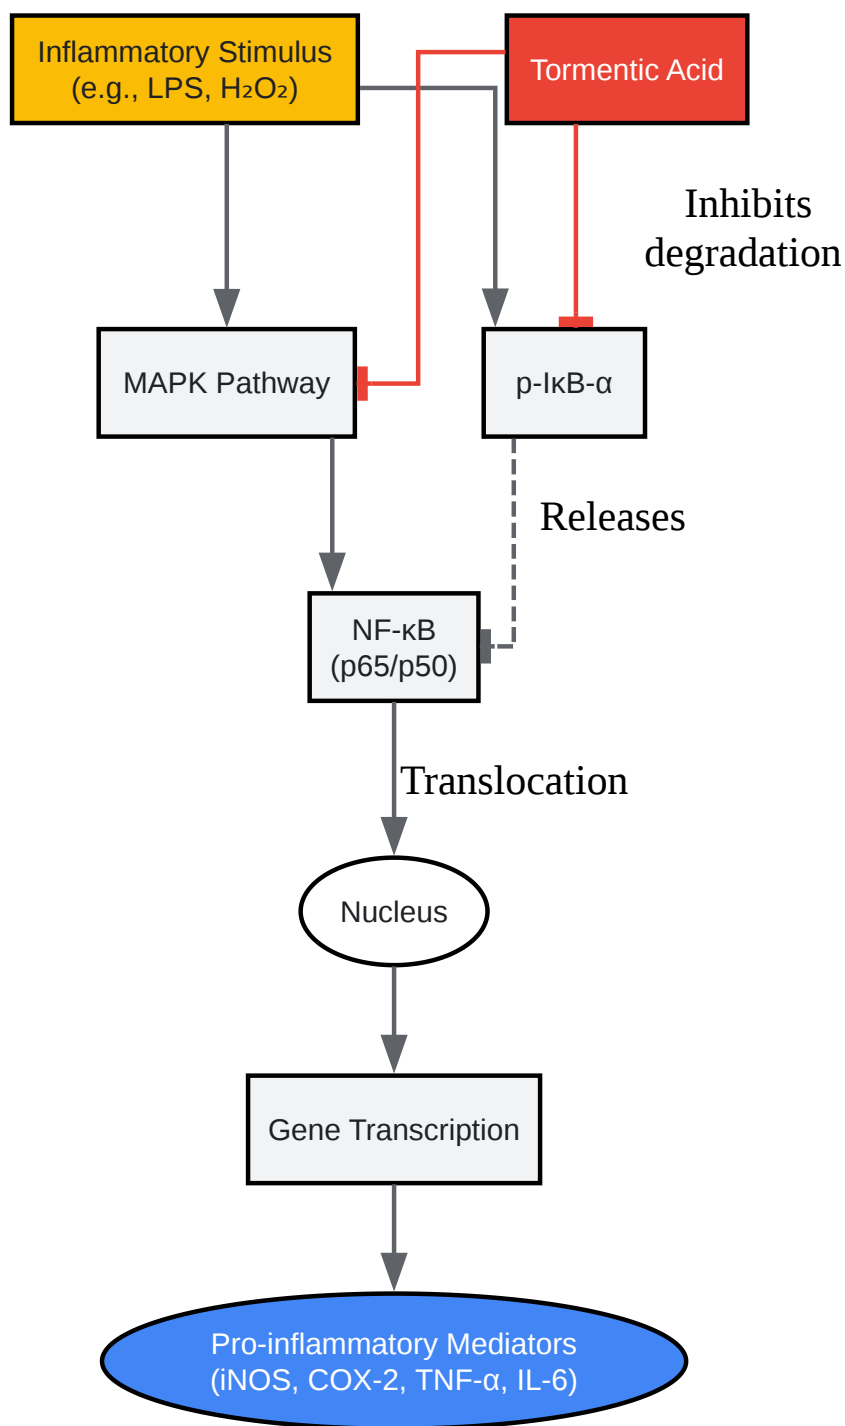 Inflammatory Stimulus
(e.g., LPS, H₂O₂)
Tormentic Acid
Inhibits
degradation
MAPK Pathway
p-IκB-α
Releases
NF-κB
(p65/p50)
Translocation
Nucleus
Gene Transcription
Pro-inflammatory Mediators
(iNOS, COX-2, TNF-α, IL-6)